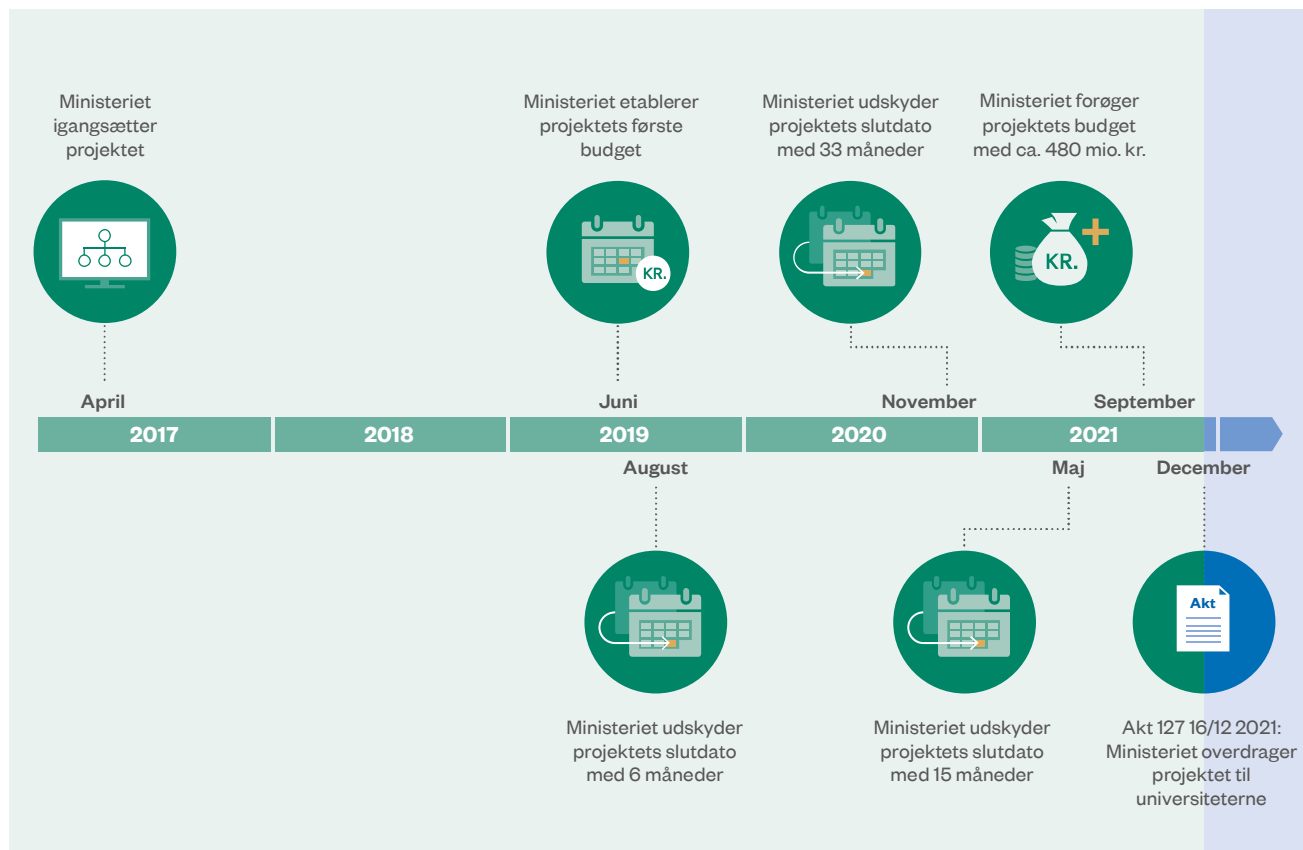 Ministeriet
igangsætter
projektet
Ministeriet etablerer
projektets første
budget
Ministeriet udskyder
projektets slutdato
med 33 måneder
Ministeriet forøger
projektets budget
med ca. 480 mio. kr.
KR.
KR.
April
Juni
November
September
2017
2018
2019
2020
2021
August
Maj
December
Akt
Ministeriet udskyder
projektets slutdato
med 6 måneder
Ministeriet udskyder
projektets slutdato
med 15 måneder
Akt 127 16/12 2021:
Ministeriet overdrager
projektet til
universiteterne